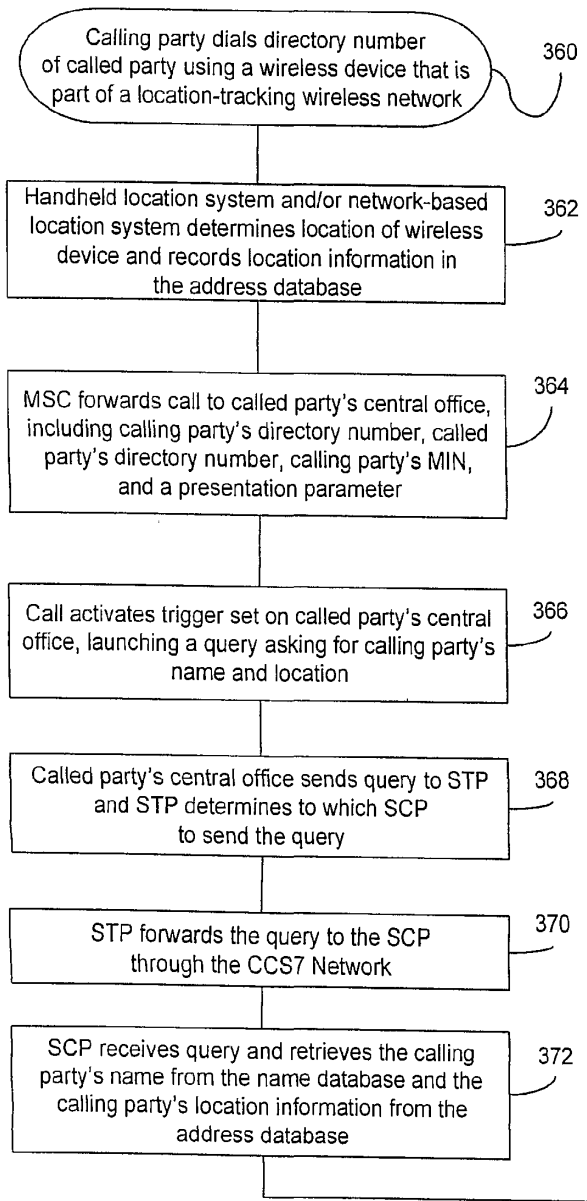 Calling party dials directory number
of called party using a wireless device that is
part of a location-tracking wireless network
360
Handheld location system and/or network-based
location system determines location of wireless
device and records location information in
the address database
362
MSC forwards call to called party's central office,
including calling party's directory number, called
party's directory number, calling party's MIN,
and a presentation parameter
364
Call activates trigger set on called party's central
office, launching a query asking for calling party's
name and location
366
Called party's central office sends query to STP
and STP determines to which SCP
to send the query
368
STP forwards the query to the SCP
through the CCS7 Network
370
SCP receives query and retrieves the calling
party's name from the name database and the
calling party's location information from the
address database
372